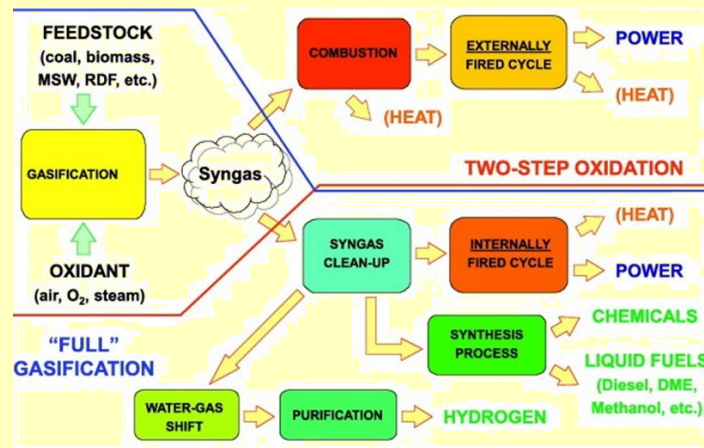 FEEDSTOCK
(coal, biomass,
MSW, RDF, etc.)
GASIFICATION
OXIDANT
(air, O₂, steam)
Syngas
COMBUSTION
(HEAT)
EXTERNALLY
FIRED CYCLE
POWER
(HEAT)
TWO-STEP OXIDATION
SYNGAS
CLEAN-UP
INTERNALLY
FIRED CYCLE
(HEAT)
POWER
SYNTHESIS
PROCESS
CHEMICALS
LIQUID FUELS
(Diesel, DME,
Methanol, etc.)
"FULL"
GASIFICATION
WATER-GAS
SHIFT
PURIFICATION
HYDROGEN